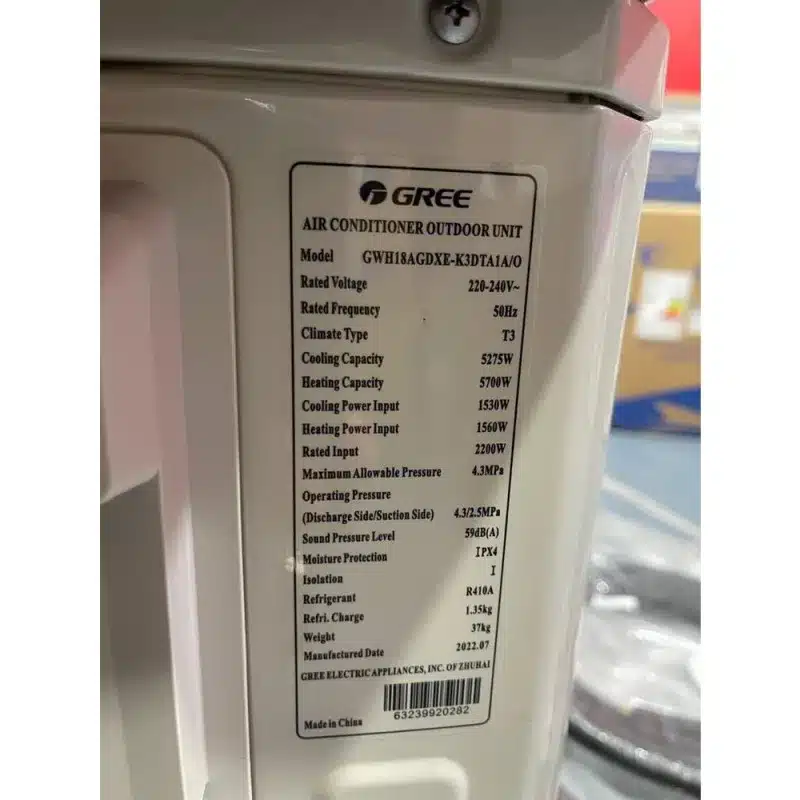 GREE
AIR CONDITIONER OUTDOOR UNIT
Model GWH18AGDXE-K3DTA1A/O
Rated Voltage 220-240V~
Rated Frequency 50Hz
Climate Type T3
Cooling Capacity 5275W
Heating Capacity 5700W
Cooling Power Input 1530W
Heating Power Input 1560W
Rated Input 2200W
Maximum Allowable Pressure 4.3MPa
Operating Pressure
(Discharge Side/Suction Side) 4.3/2.5MPa
Sound Pressure Level 59dB(A)
Moisture Protection IPX4
Isolation I
Refrigerant R410A
Refri. Charge 1.35kg
Weight 37kg
Manufactured Date 2022.07
GREE ELECTRIC APPLIANCES, INC. OF ZHUHAI
63239920282
Made in China